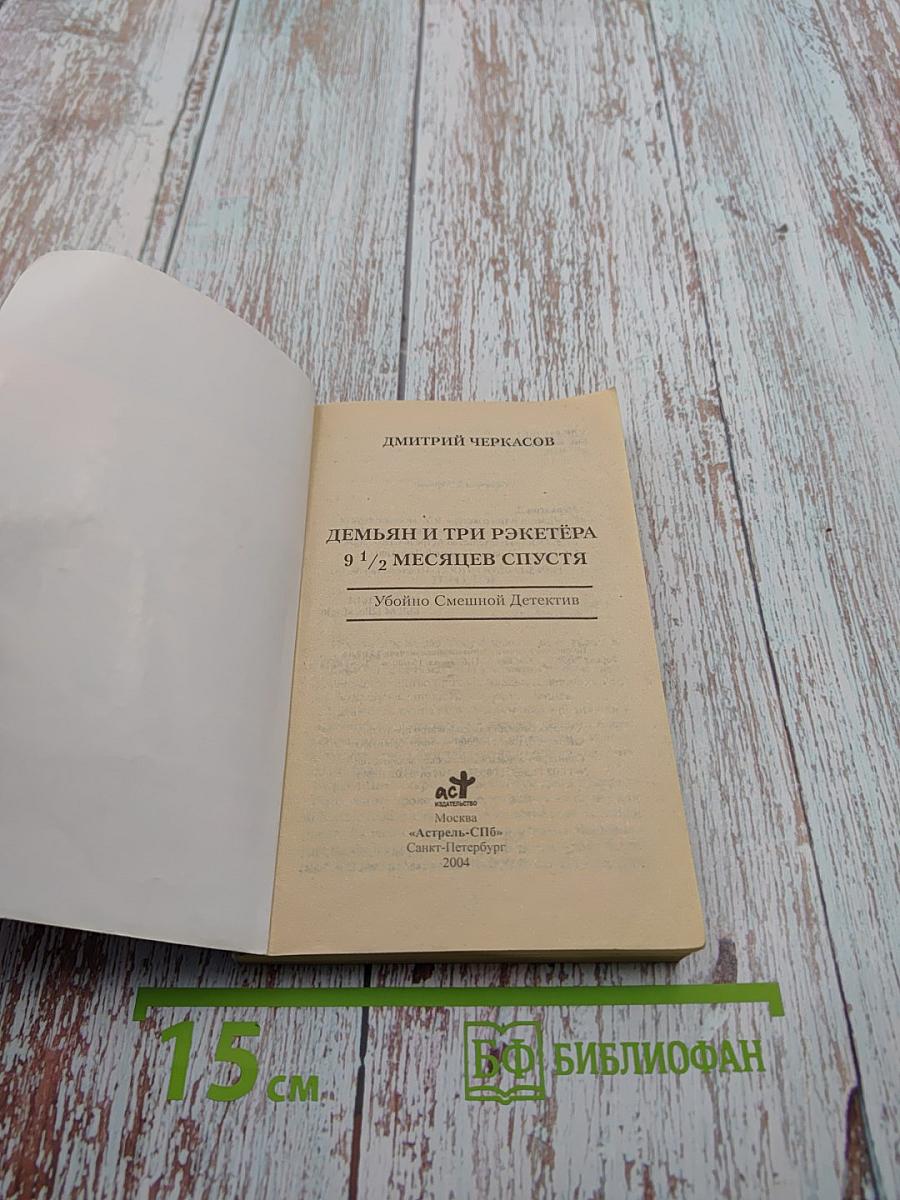 ДМИТРИЙ ЧЕРКАСОВ
ДЕМЬЯН И ТРИ РЭКЕТЁРА
9 1/2 МЕСЯЦЕВ СПУСТЯ
Убойно Смешной Детектив
аст
ИЗДАТЕЛЬСТВО
Москва
«Астрель-СПб»
Санкт-Петербург
2004
15 см
БФ БИБЛИОФАН